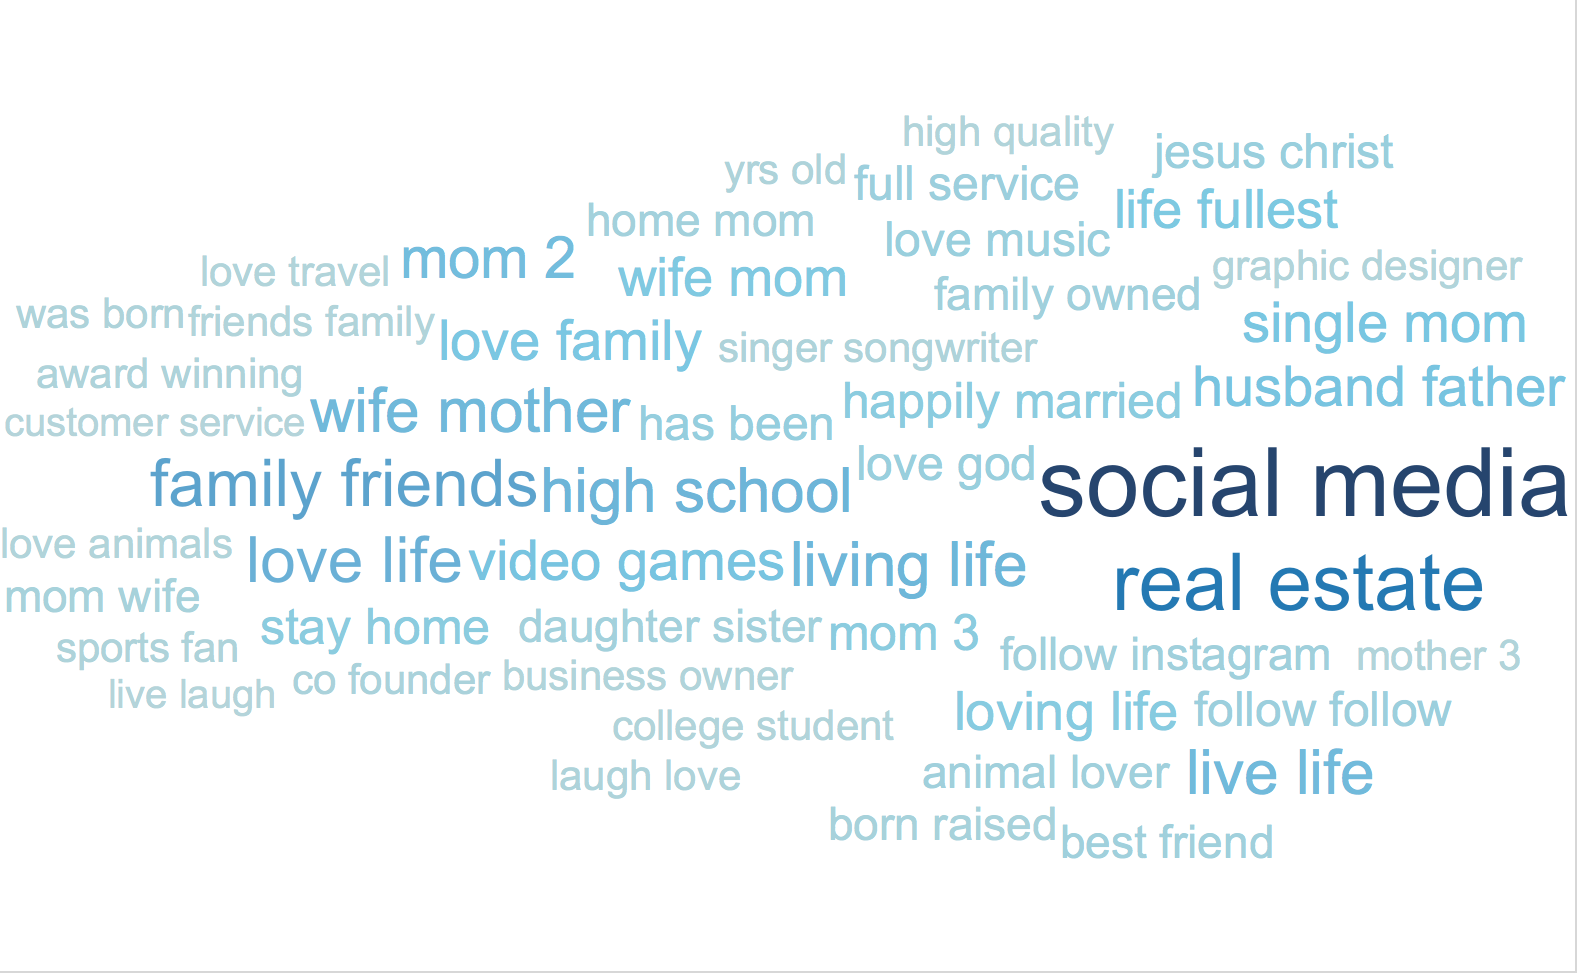 high quality
jesus christ
yrs old
full service
life fullest
home mom
love music
mom 2
love travel
wife mom
graphic designer
family owned
was born
friends family
single mom
love family
singer songwriter
award winning
husband father
happily married
wife mother
customer service
has been
love god
family friends
social media
high school
love animals
love life
video games
living life
real estate
mom wife
stay home
daughter sister
mom 3
sports fan
follow instagram
mother 3
co founder
business owner
live laugh
loving life
follow follow
college student
laugh love
animal lover
live life
born raised
best friend